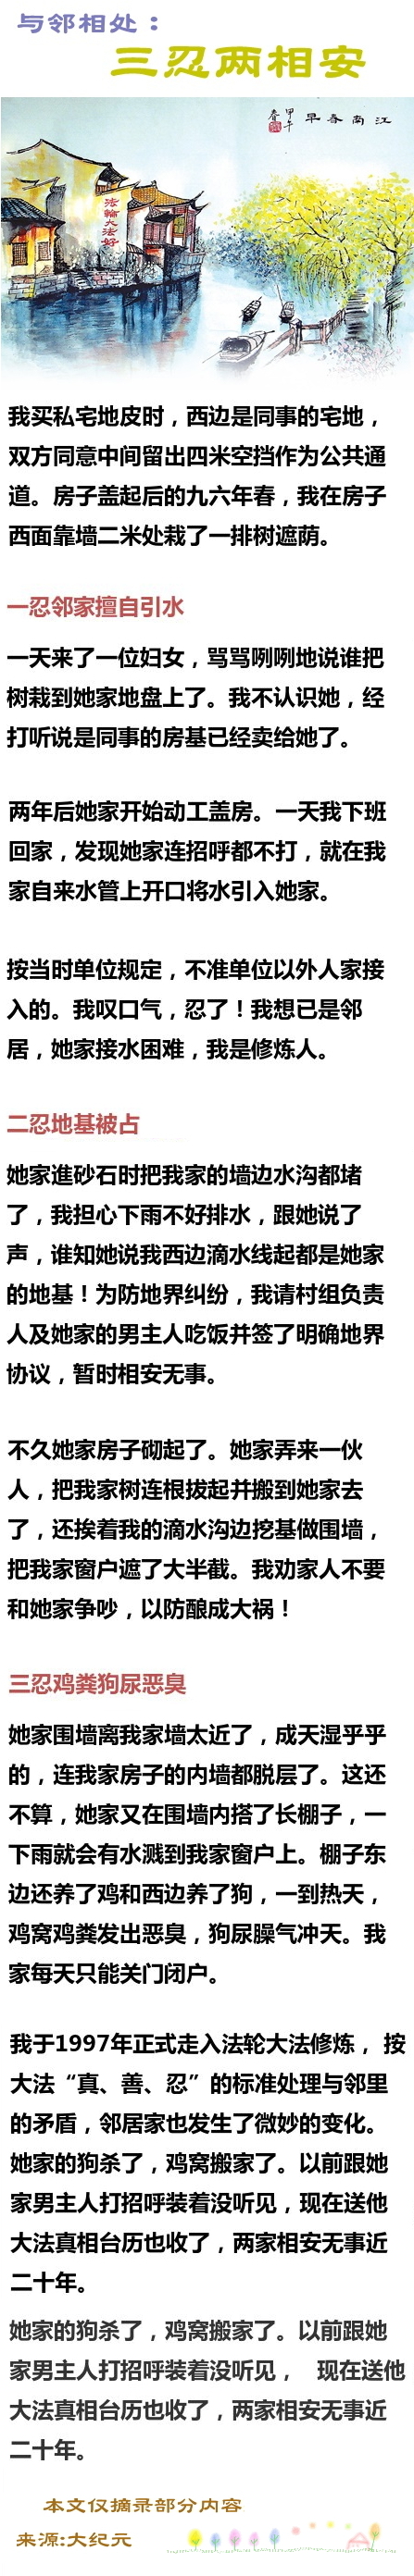 与邻相处：
三忍两相安
江南春早
甲午
春
法輪大法好
我买私宅地皮时，西边是同事的宅地，
双方同意中间留出四米空挡作为公共通
道。房子盖起后的九六年春，我在房子
西面靠墙二米处栽了一排树遮荫。
一忍邻家擅自引水
一天来了一位妇女，骂骂咧咧地说谁把
树栽到她家地盘上了。我不认识她，经
打听说是同事的房基已经卖给她了。
两年后她家开始动工盖房。一天我下班
回家，发现她家连招呼都不打，就在我
家自来水管上开口将水引入她家。
按当时单位规定，不准单位以外人家接
入的。我叹口气，忍了！我想已是邻
居，她家接水困难，我是修炼人。
二忍地基被占
她家進砂石时把我家的墙边水沟都堵
了，我担心下雨不好排水，跟她说了
声，谁知她说我西边滴水线起都是她家
的地基！为防地界纠纷，我请村组负责
人及她家的男主人吃饭并签了明确地界
协议，暂时相安无事。
不久她家房子砌起了。她家弄来一伙
人，把我家树连根拔起并搬到她家去
了，还挨着我的滴水沟边挖基做围墙，
把我家窗户遮了大半截。我劝家人不要
和她家争吵，以防酿成大祸！
三忍鸡粪狗尿恶臭
她家围墙离我家墙太近了，成天湿乎乎
的，连我家房子的内墙都脱层了。这还
不算，她家又在围墙内搭了长棚子，一
下雨就会有水溅到我家窗户上。棚子东
边还养了鸡和西边养了狗，一到热天，
鸡窝鸡粪发出恶臭，狗尿臊气冲天。我
家每天只能关门闭户。
我于1997年正式走入法轮大法修炼， 按
大法“真、善、忍”的标准处理与邻里
的矛盾，邻居家也发生了微妙的变化。
她家的狗杀了，鸡窝搬家了。以前跟她
家男主人打招呼装着没听见，现在送他
大法真相台历也收了，两家相安无事近
二十年。
她家的狗杀了，鸡窝搬家了。以前跟她
家男主人打招呼装着没听见， 现在送他
大法真相台历也收了，两家相安无事近
二十年。
本文仅摘录部分内容
来源:大纪元